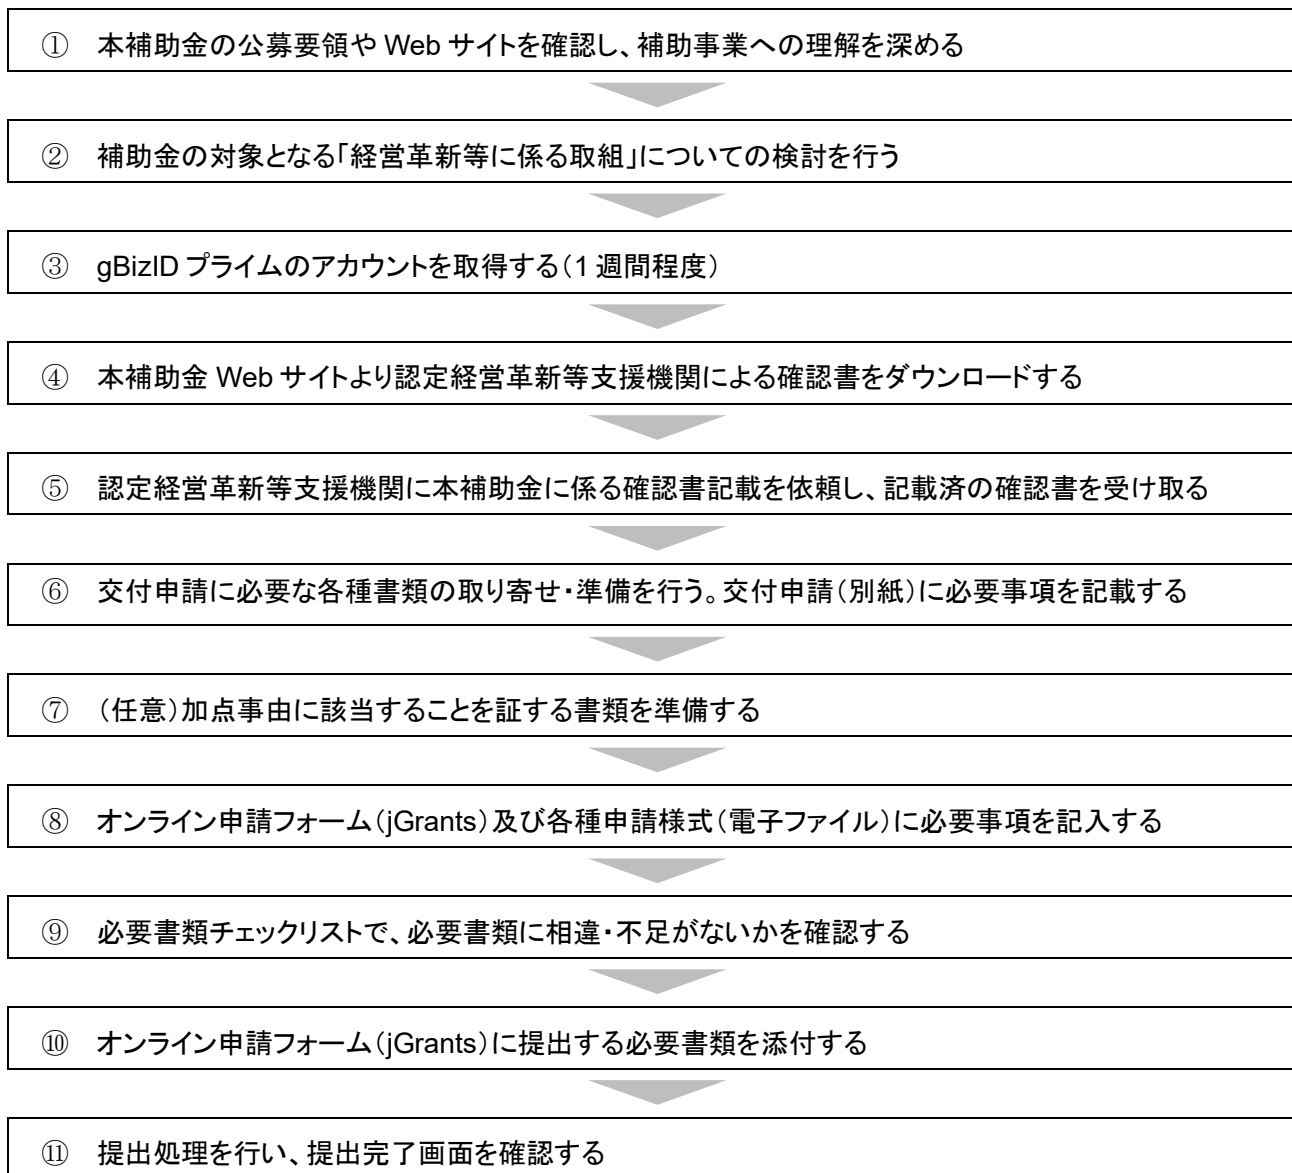 ① 本補助金の公募要領や Web サイトを確認し、補助事業への理解を深める
② 補助金の対象となる「経営革新等に係る取組」についての検討を行う
③ gBizID プライムのアカウントを取得する（1 週間程度）
④ 本補助金 Web サイトより認定経営革新等支援機関による確認書をダウンロードする
⑤ 認定経営革新等支援機関に本補助金に係る確認書記載を依頼し、記載済の確認書を受け取る
⑥ 交付申請に必要な各種書類の取り寄せ・準備を行う。交付申請（別紙）に必要事項を記載する
⑦ （任意）加点事由に該当することを証する書類を準備する
⑧ オンライン申請フォーム（jGrants）及び各種申請様式（電子ファイル）に必要事項を記入する
⑨ 必要書類チェックリストで、必要書類に相違・不足がないかを確認する
⑩ オンライン申請フォーム（jGrants）に提出する必要書類を添付する
⑪ 提出処理を行い、提出完了画面を確認する